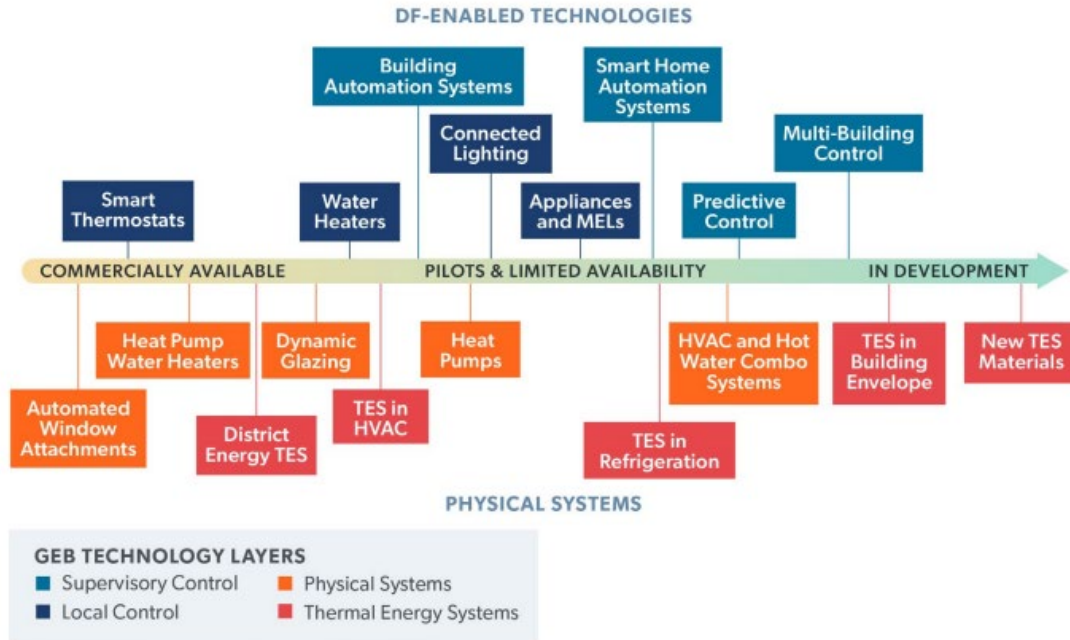 DF-ENABLED TECHNOLOGIES
Building
Automation Systems
Smart Home
Automation
Systems
Connected
Lighting
Multi-Building
Control
Smart
Thermostats
Water
Heaters
Appliances
and MELs
Predictive
Control
COMMERCIALLY AVAILABLE
PILOTS & LIMITED AVAILABILITY
IN DEVELOPMENT
Heat Pump
Water Heaters
Dynamic
Glazing
Heat
Pumps
HVAC and Hot
Water Combo
Systems
TES in
Building
Envelope
New TES
Materials
Automated
Window
Attachments
District
Energy TES
TES in
HVAC
TES in
Refrigeration
PHYSICAL SYSTEMS
GEB TECHNOLOGY LAYERS
Supervisory Control
Physical Systems
Local Control
Thermal Energy Systems